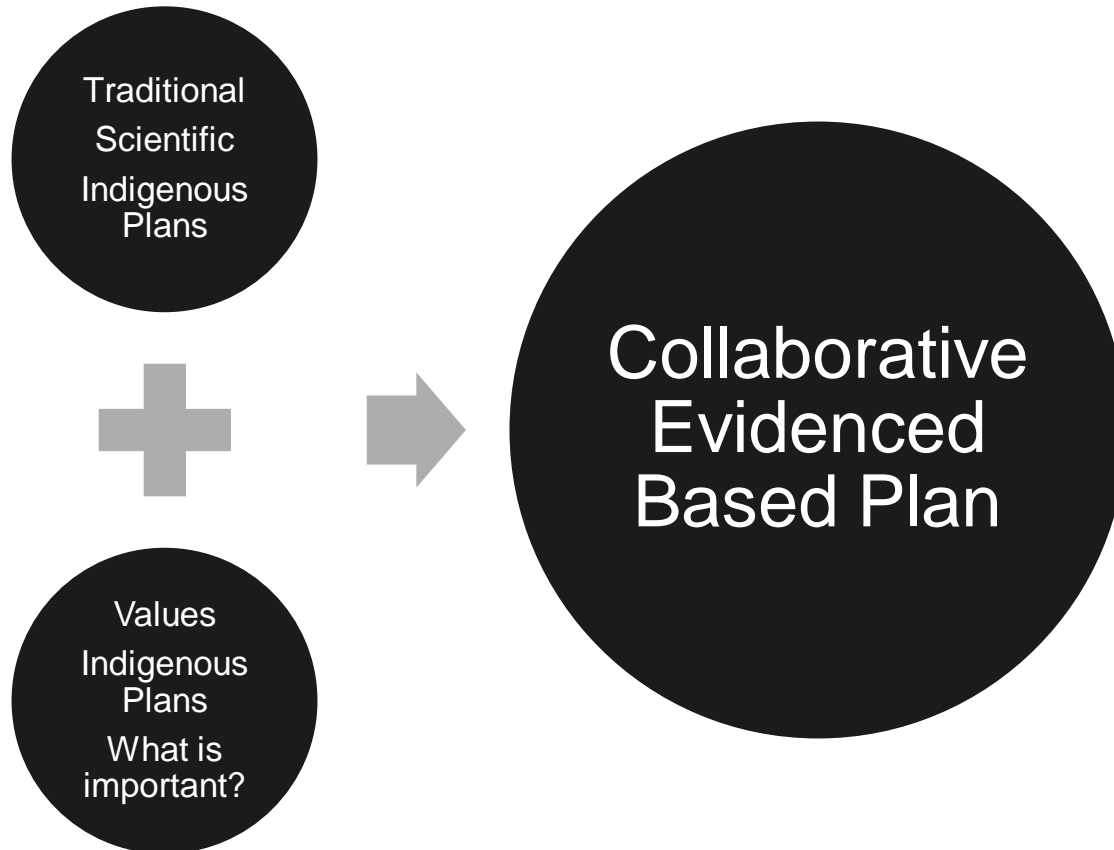 Traditional
Scientific
Indigenous
Plans
Values
Indigenous
Plans
What is
important?
Collaborative
Evidenced
Based Plan